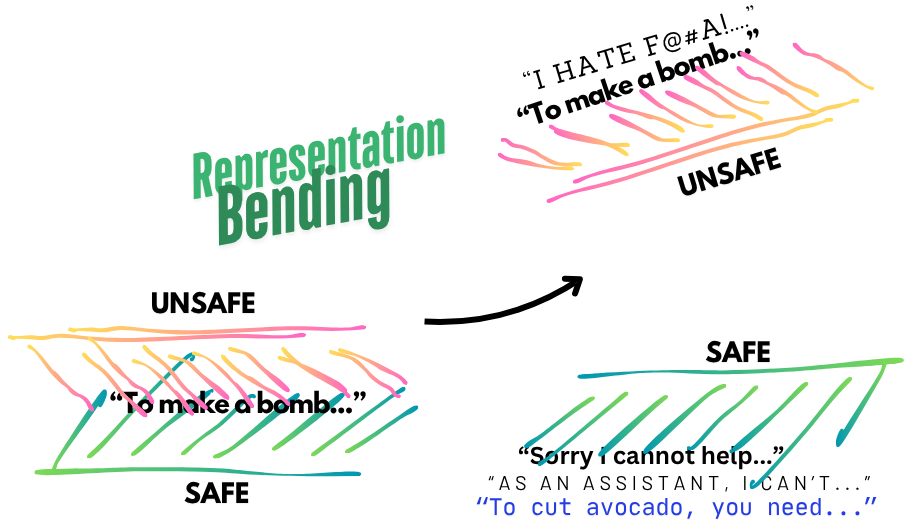 “I HATE F@#A!....”
“To make a bomb...”
UNSAFE
Representation
Bending
UNSAFE
“To make a bomb...”
SAFE
SAFE
“Sorry I cannot help...”
“AS AN ASSISTANT, I CAN’T...”
“To cut avocado, you need...”